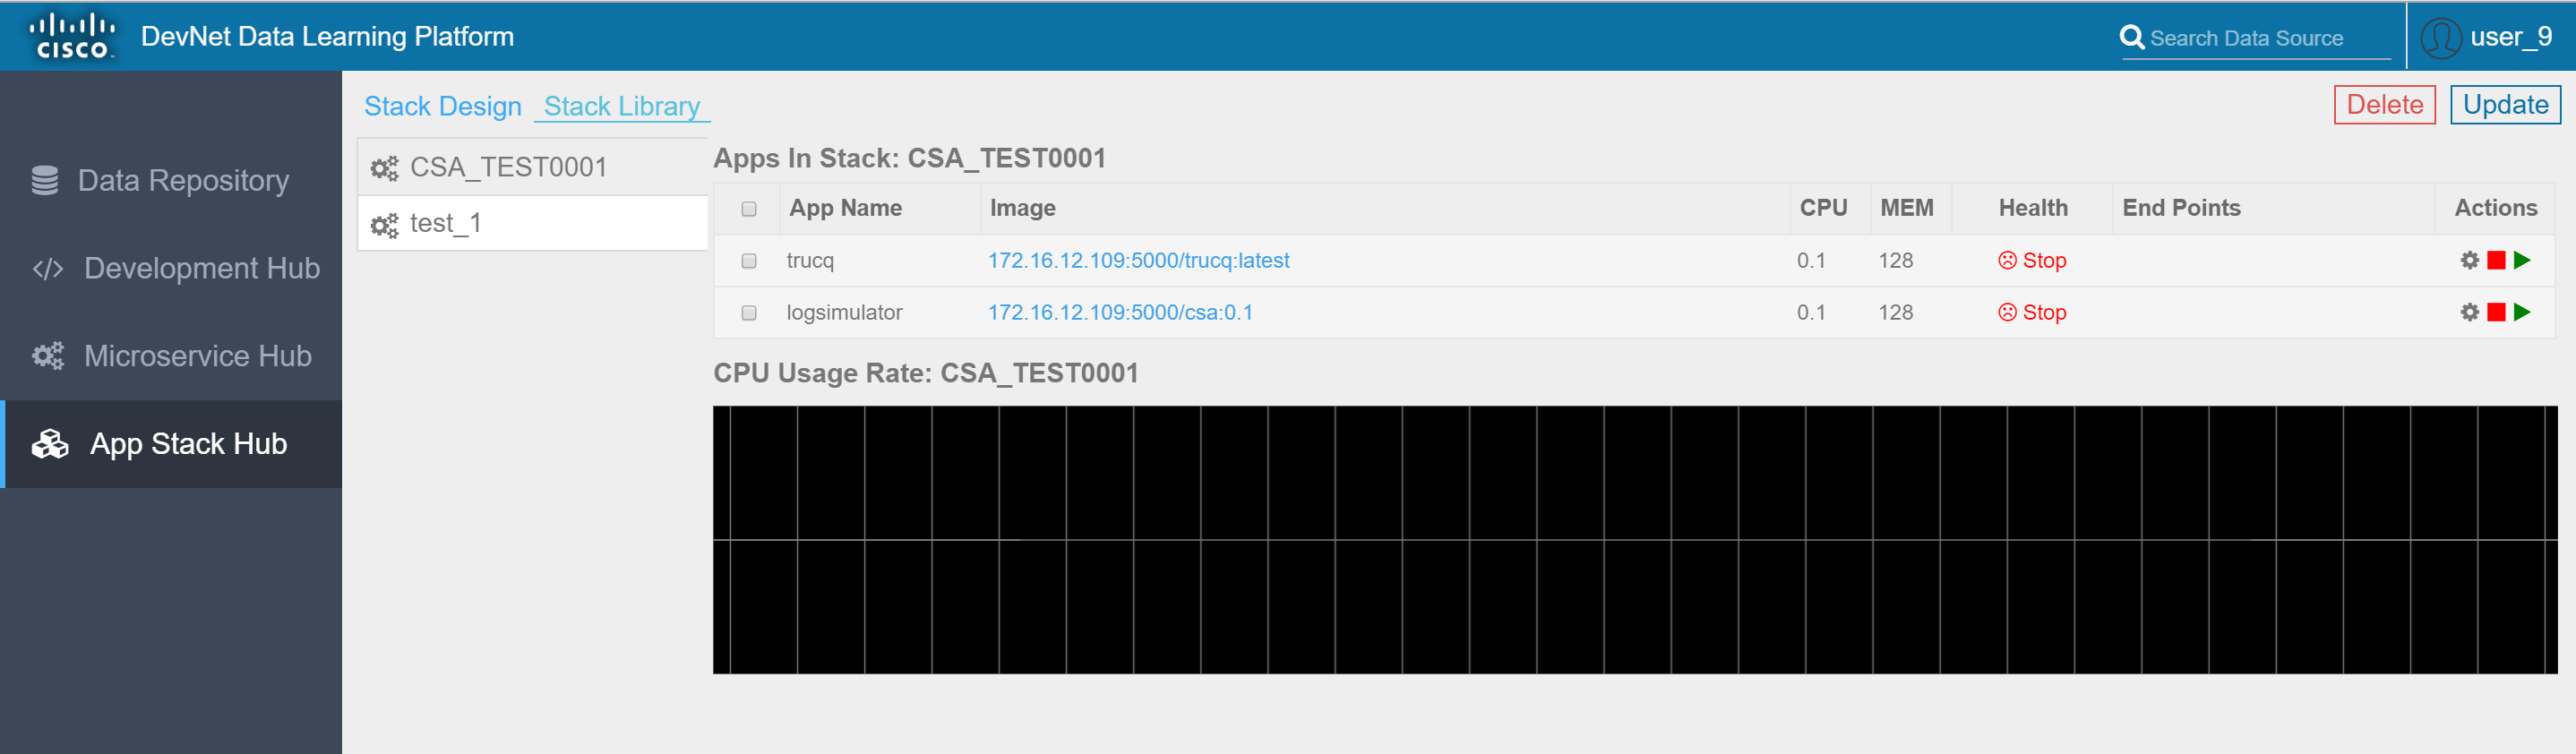 CISCO
DevNet Data Learning Platform
Search Data Source
user_9
Data Repository
Development Hub
Microservice Hub
App Stack Hub
Stack Design Stack Library
Delete Update
CSA_TEST0001
test_1
Apps In Stack: CSA_TEST0001
App Name Image CPU MEM Health End Points Actions
trucq 172.16.12.109:5000/trucq:latest 0.1 128 Stop
logsimulator 172.16.12.109:5000/csa:0.1 0.1 128 Stop
CPU Usage Rate: CSA_TEST0001